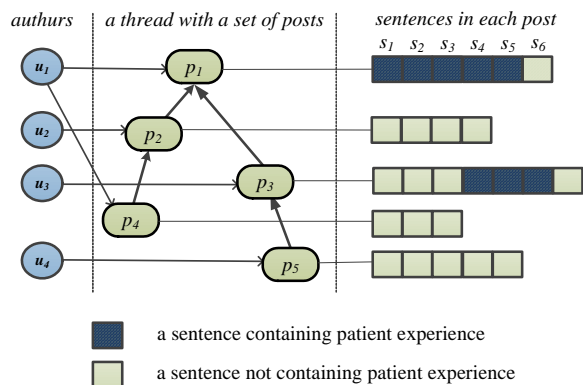 authurs a thread with a set of posts sentences in each post
s1 s2 s3 s4 s5 s6
u1 p1
u2 p2
u3 p3
p4
u4 p5
a sentence containing patient experience
a sentence not containing patient experience